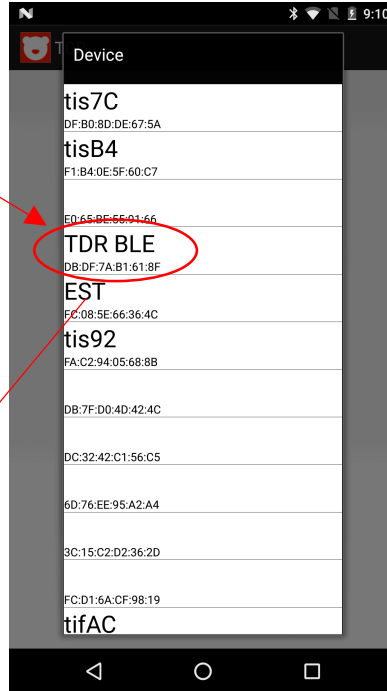 9:10
T
Device
tis7C
DF:B0:8D:DE:67:5A
tisB4
F1:B4:0E:5F:60:C7
E0:65:BE:55:91:66
TDR BLE
DB:DF:7A:B1:61:8F
EST
FC:08:5E:66:36:4C
tis92
FA:C2:94:05:68:8B
DB:7F:D0:4D:42:4C
DC:32:42:C1:56:C5
6D:76:EE:95:A2:A4
3C:15:C2:D2:36:2D
FC:D1:6A:CF:98:19
tifAC